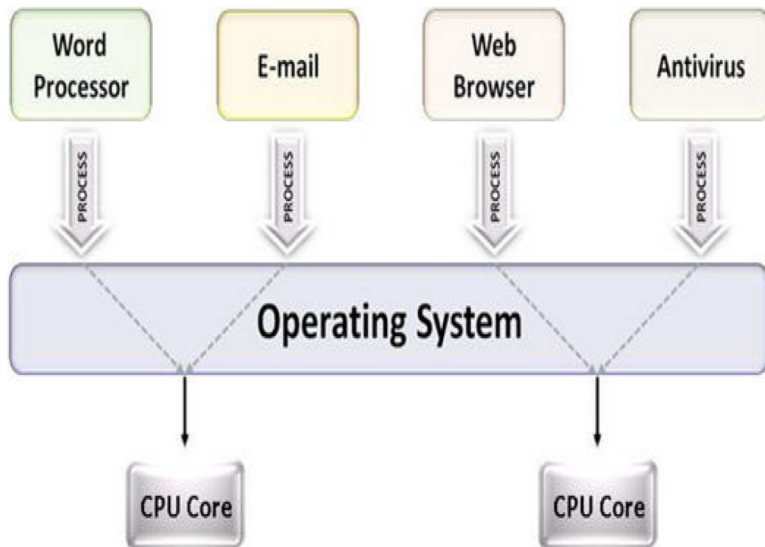 Word
Processor
E-mail
Web
Browser
Antivirus
PROCESS
PROCESS
PROCESS
PROCESS
Operating System
CPU Core
CPU Core